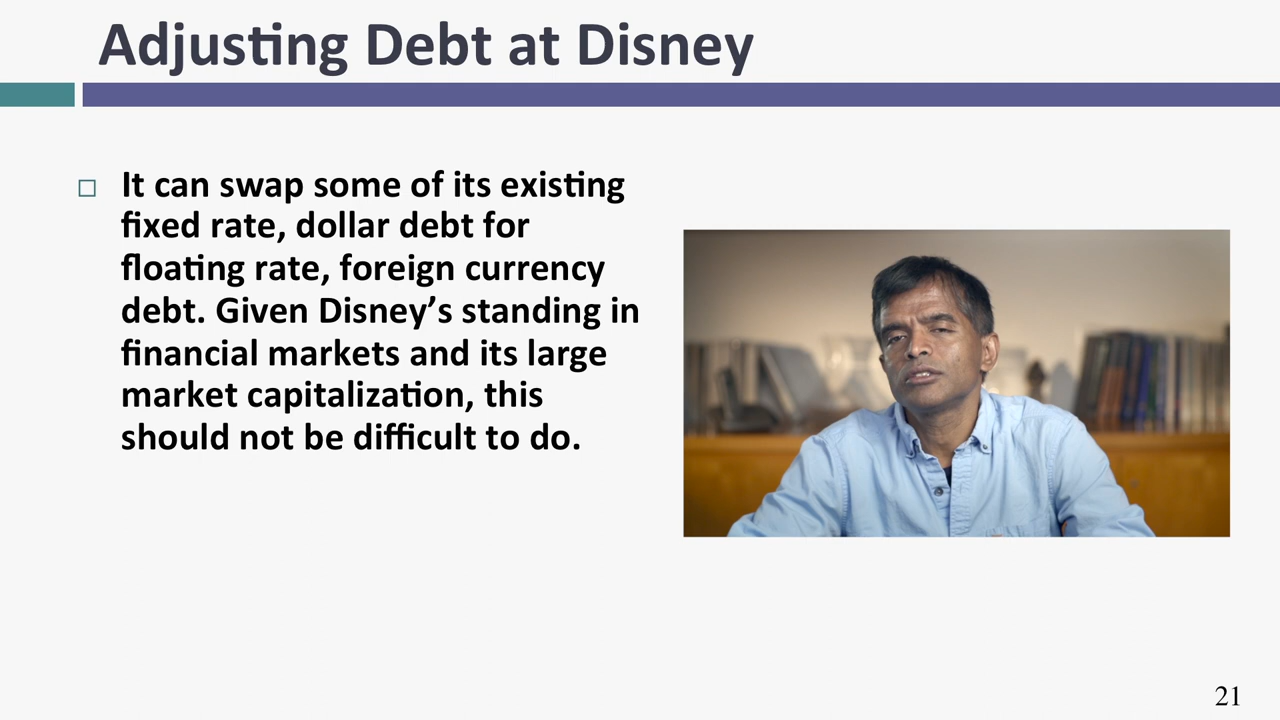 Adjusting Debt at Disney
It can swap some of its existing
fixed rate, dollar debt for
floating rate, foreign currency
debt. Given Disney’s standing in
financial markets and its large
market capitalization, this
should not be difficult to do.
21